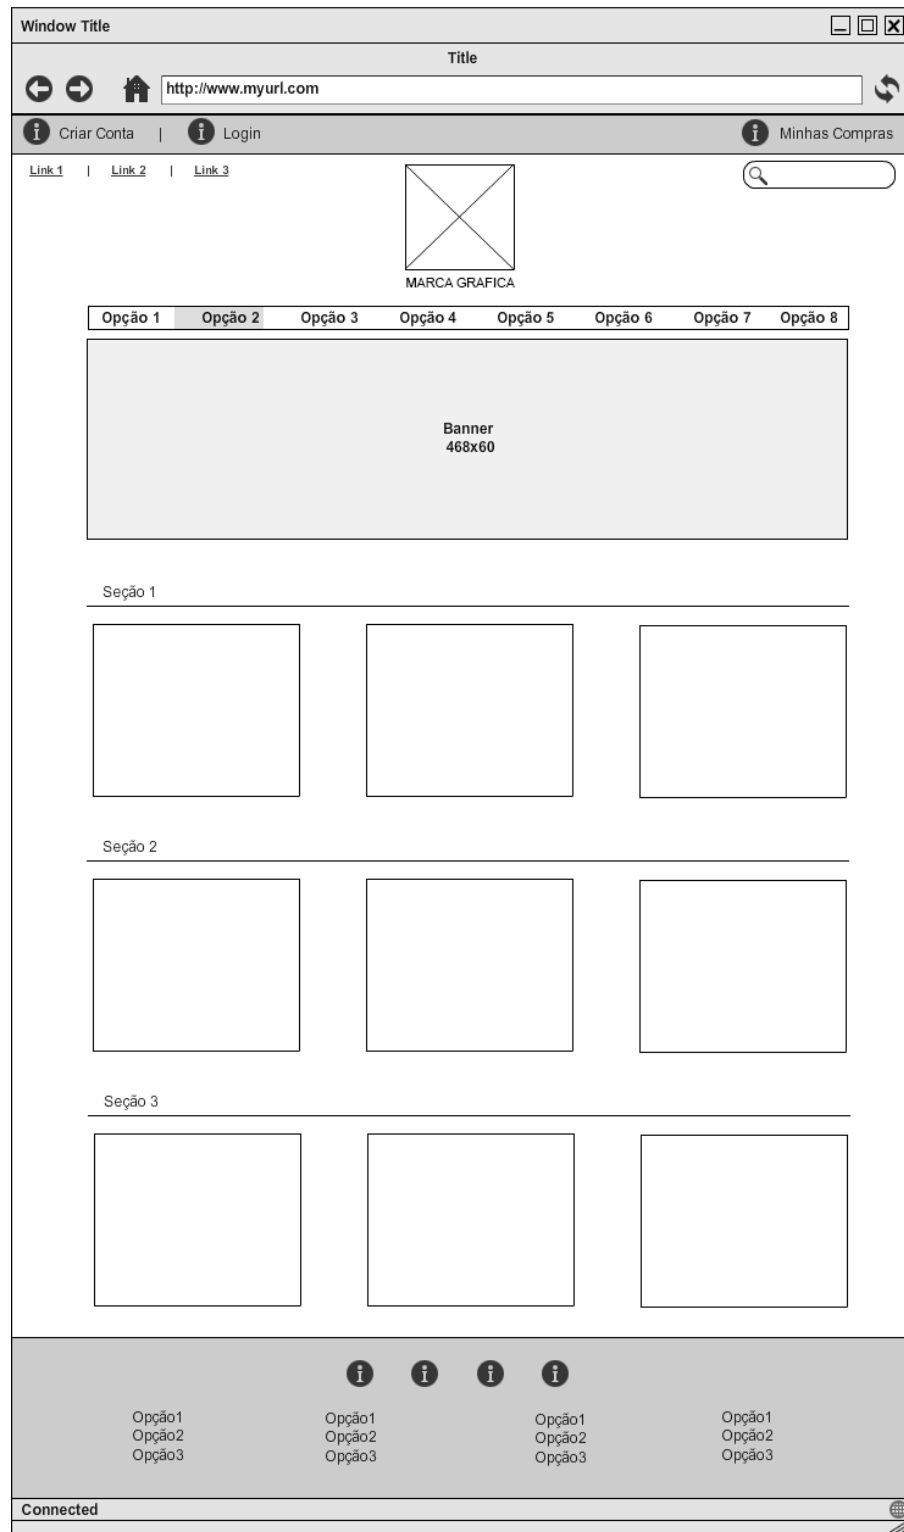 Window Title
Title
http://www.myurl.com
Criar Conta | Login Minhas Compras
Link 1 | Link 2 | Link 3
MARCA GRAFICA
Opção 1 Opção 2 Opção 3 Opção 4 Opção 5 Opção 6 Opção 7 Opção 8
Banner
468x60
Seção 1
Seção 2
Seção 3
Opção1 Opção1 Opção1 Opção1
Opção2 Opção2 Opção2 Opção2
Opção3 Opção3 Opção3 Opção3
Connected